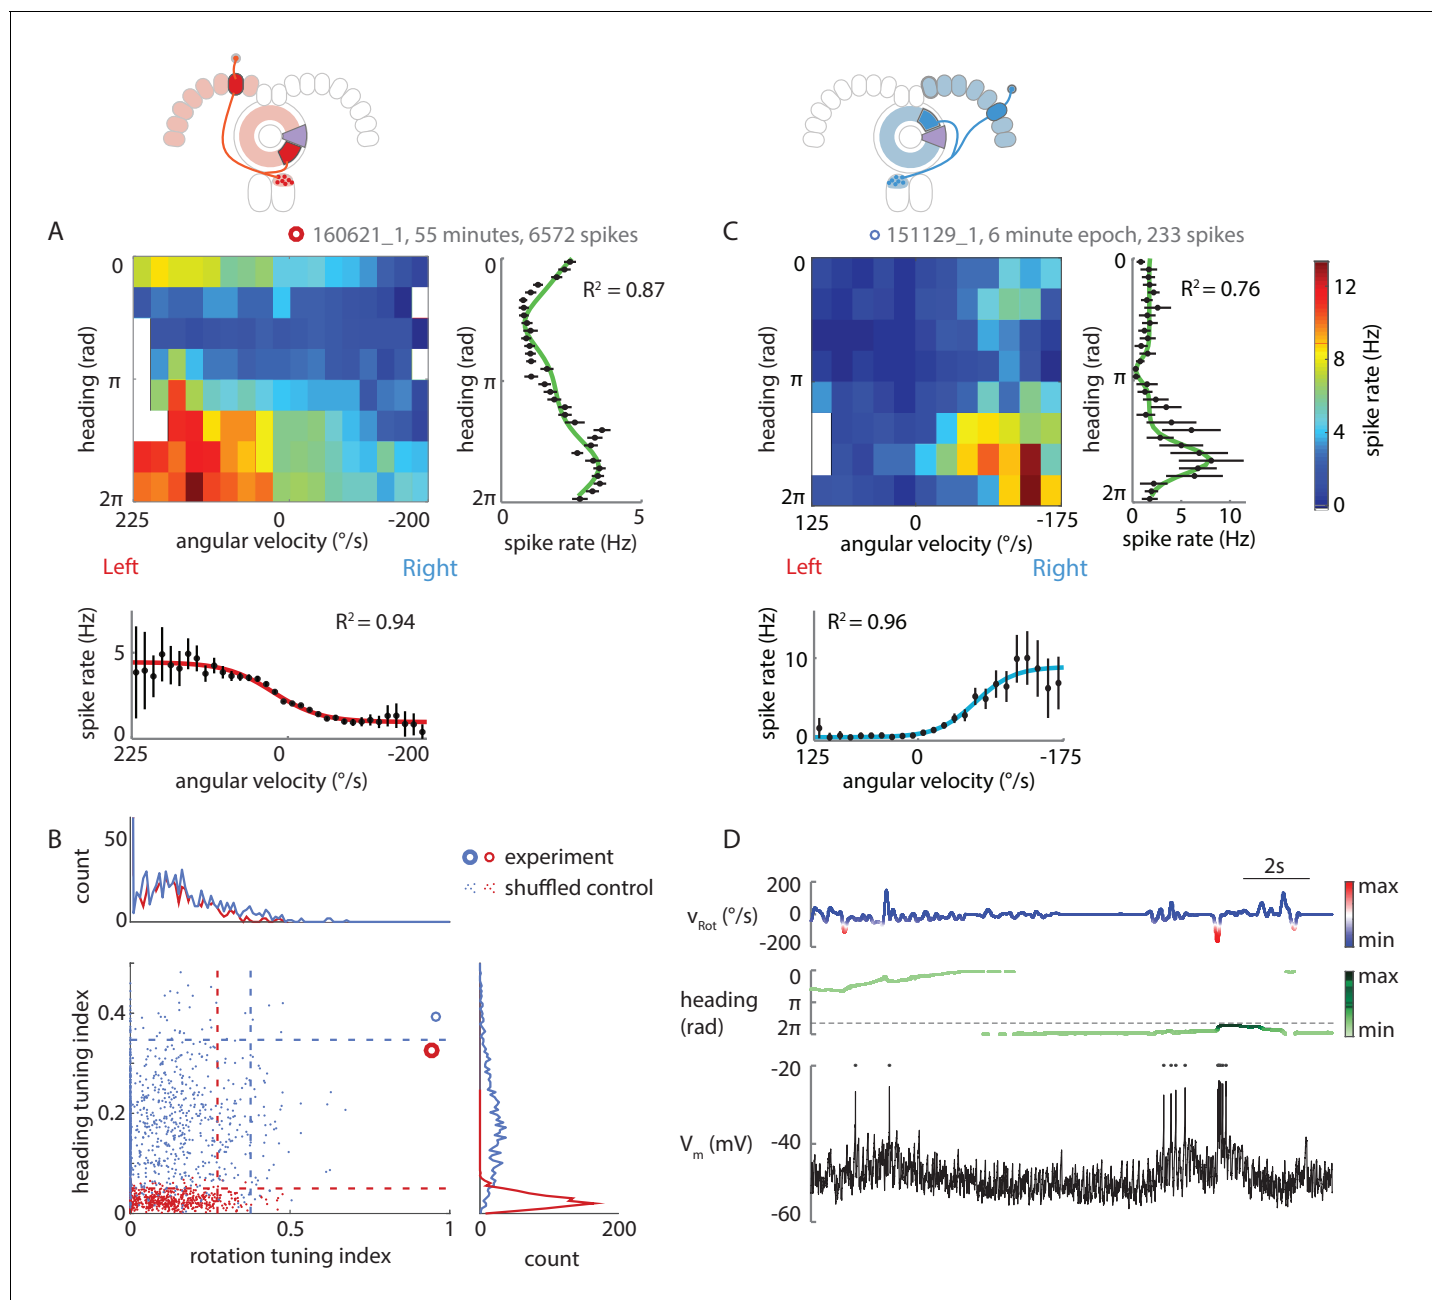 A
160621_1, 55 minutes, 6572 spikes
0
π
2π
heading (rad)
225
0
-200
angular velocity (°/s)
Left
Right
0
π
2π
heading (rad)
R² = 0.87
0
5
spike rate (Hz)
R² = 0.94
5
0
spike rate (Hz)
225
0
-200
angular velocity (°/s)
C
151129_1, 6 minute epoch, 233 spikes
0
π
2π
heading (rad)
125
0
-175
angular velocity (°/s)
Left
Right
0
π
2π
heading (rad)
R² = 0.76
0
5
10
spike rate (Hz)
12
8
4
0
spike rate (Hz)
R² = 0.96
10
0
spike rate (Hz)
125
0
-175
angular velocity (°/s)
B
50
0
count
experiment
shuffled control
0.4
0.2
0
heading tuning index
0.5
1
rotation tuning index
0
200
count
D
2s
200
0
-200
v_Rot (°/s)
max
min
0
π
2π
heading
(rad)
max
min
-20
-40
-60
V_m (mV)